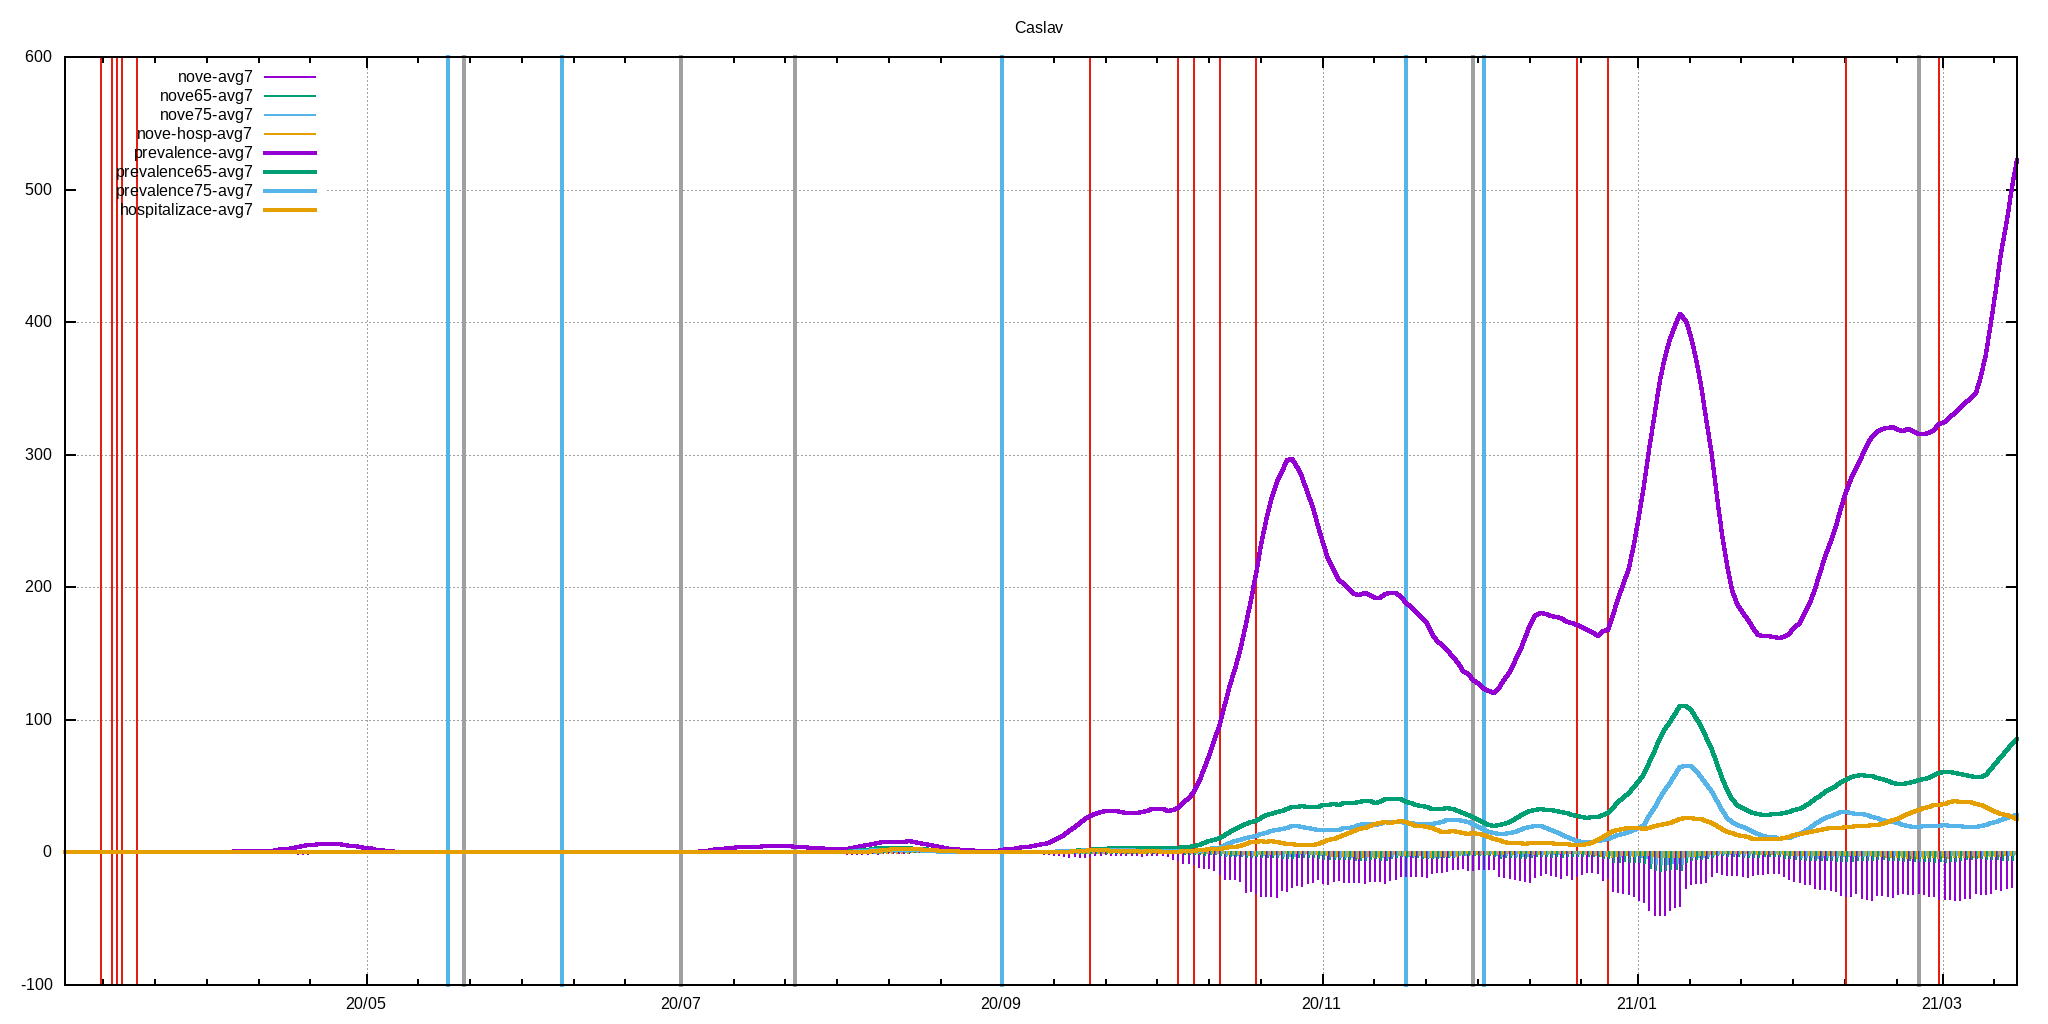 Caslav
600
500
400
300
200
100
0
-100
nove-avg7
nove65-avg7
nove75-avg7
nove-hosp-avg7
prevalence-avg7
prevalence65-avg7
prevalence75-avg7
hospitalizace-avg7
20/05
20/07
20/09
20/11
21/01
21/03